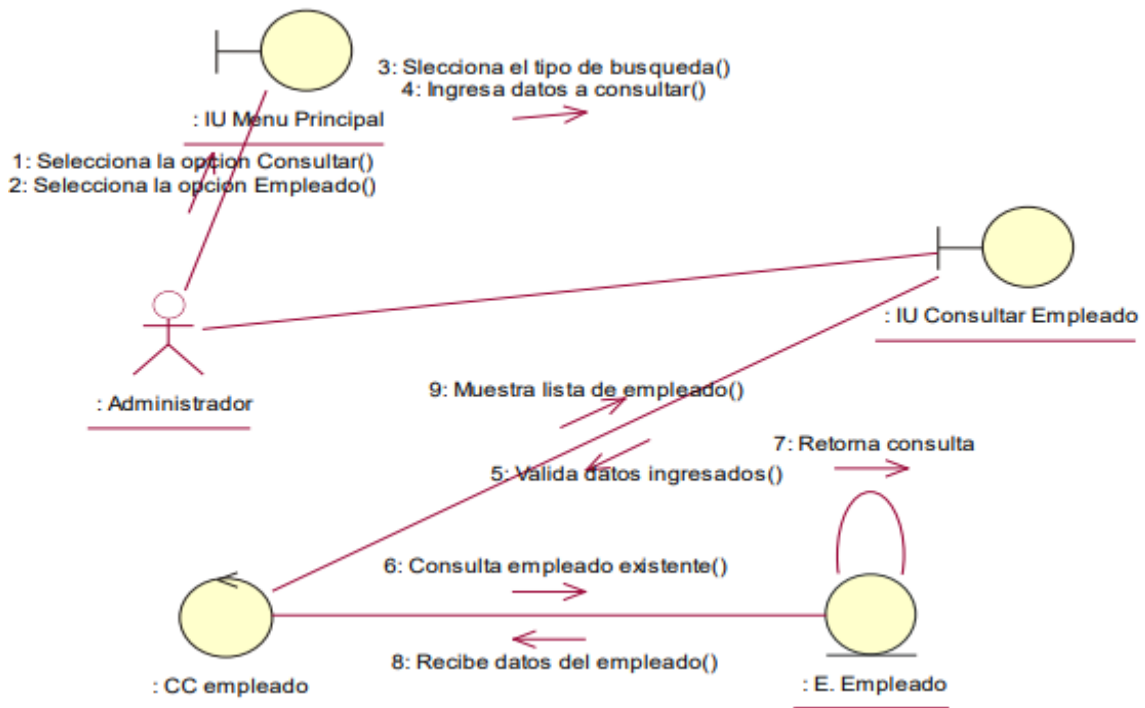 3: Slecciona el tipo de busqueda()
4: Ingresa datos a consultar()
: IU Menu Principal
1: Selecciona la opcion Consultar()
2: Selecciona la opcion Empleado()
: IU Consultar Empleado
: Administrador
9: Muestra lista de empleado()
7: Retorna consulta
5: Valida datos ingresados()
6: Consulta empleado existente()
8: Recibe datos del empleado()
: CC empleado
: E. Empleado